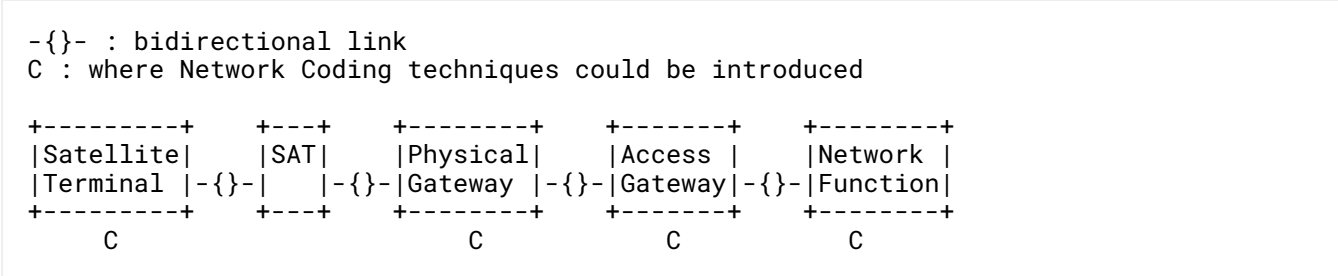 -{}- : bidirectional link
C : where Network Coding techniques could be introduced

+---------+    +---+    +--------+    +-------+    +--------+
|Satellite|    |SAT|    |Physical|    |Access |    |Network |
|Terminal |-{}-|   |-{}-|Gateway |-{}-|Gateway|-{}-|Function|
+---------+    +---+    +--------+    +-------+    +--------+
     C                       C            C           C